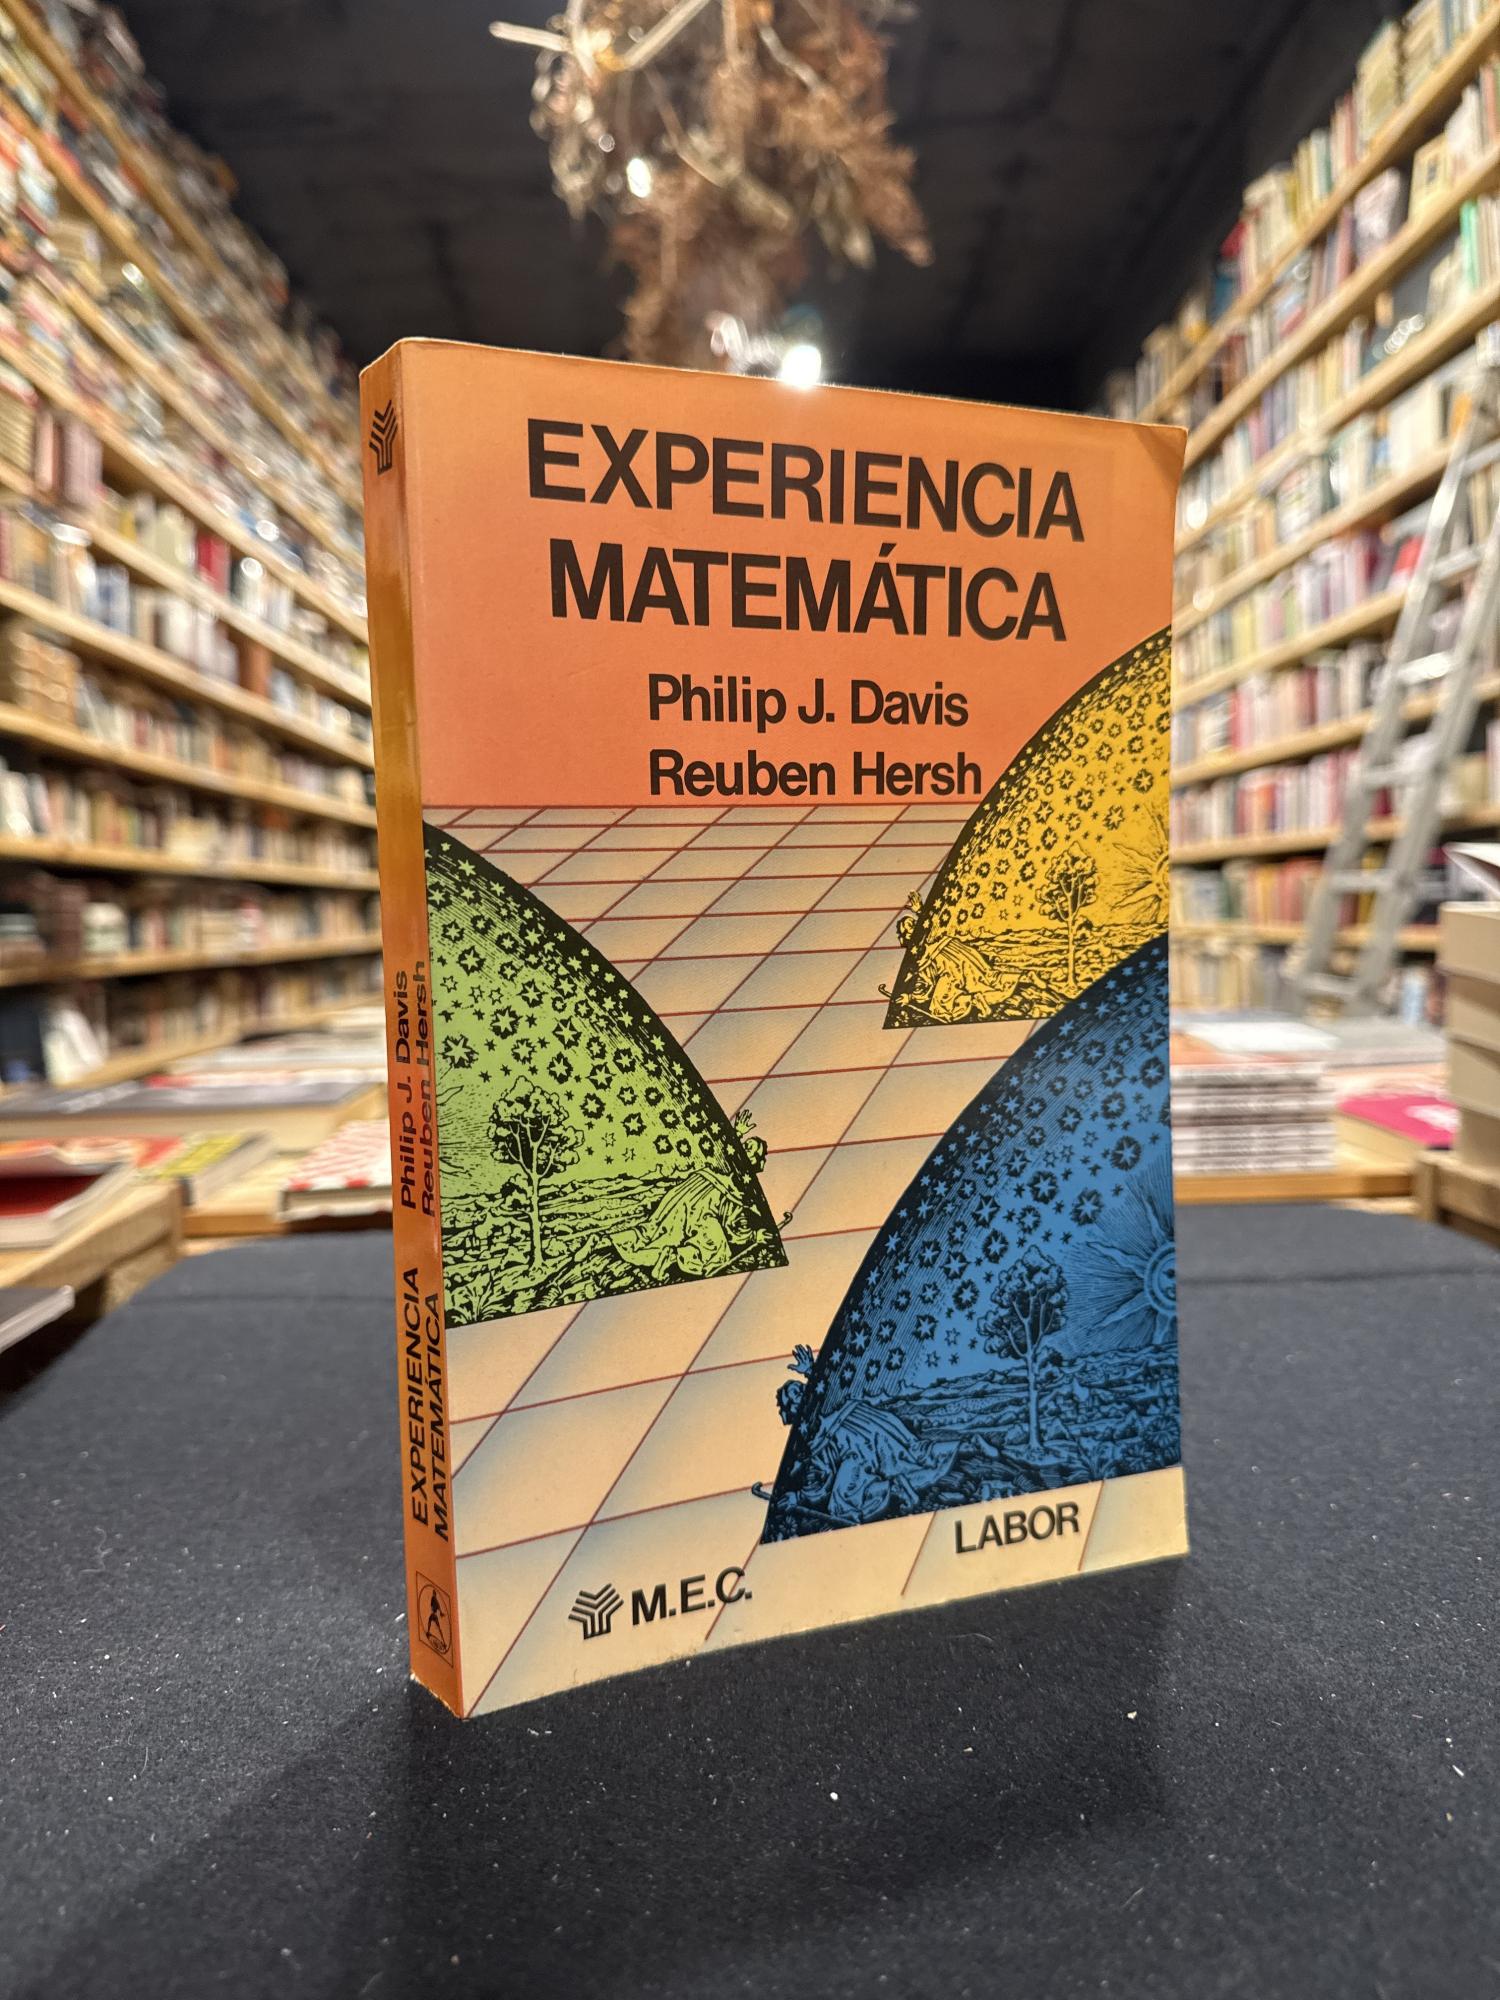 EXPERIENCIA
MATEMÁTICA
Philip J. Davis
Reuben Hersh
LABOR
M.E.C.
Philip J. Davis
Reuben Hersh
EXPERIENCIA
MATEMÁTICA